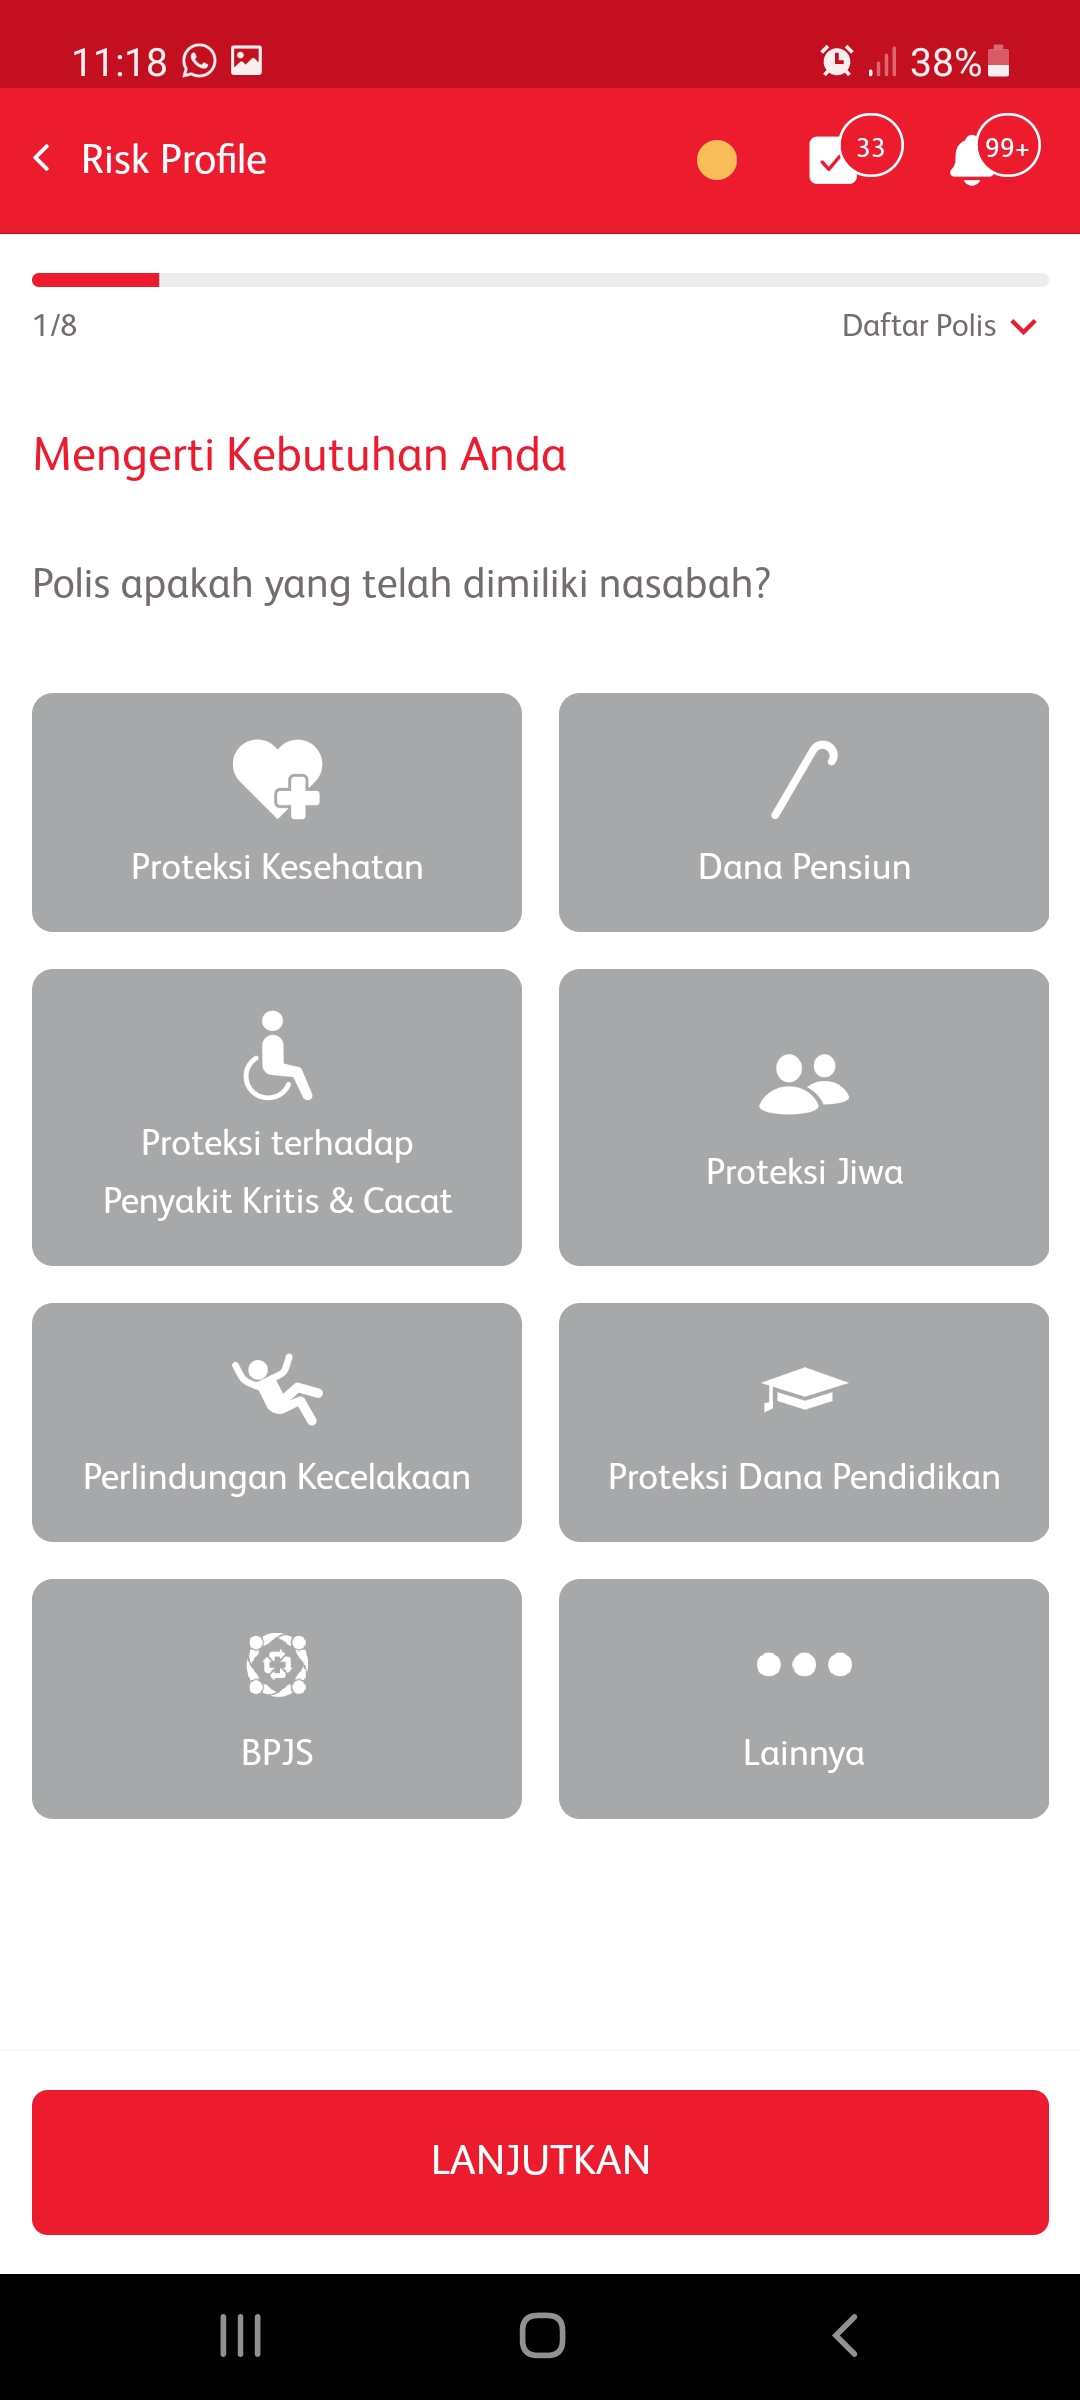 11:18
38%
Risk Profile
33
99+
1/8
Daftar Polis
Mengerti Kebutuhan Anda
Polis apakah yang telah dimiliki nasabah?
Proteksi Kesehatan
Dana Pensiun
Proteksi terhadap
Penyakit Kritis & Cacat
Proteksi Jiwa
Perlindungan Kecelakaan
Proteksi Dana Pendidikan
BPJS
Lainnya
LANJUTKAN